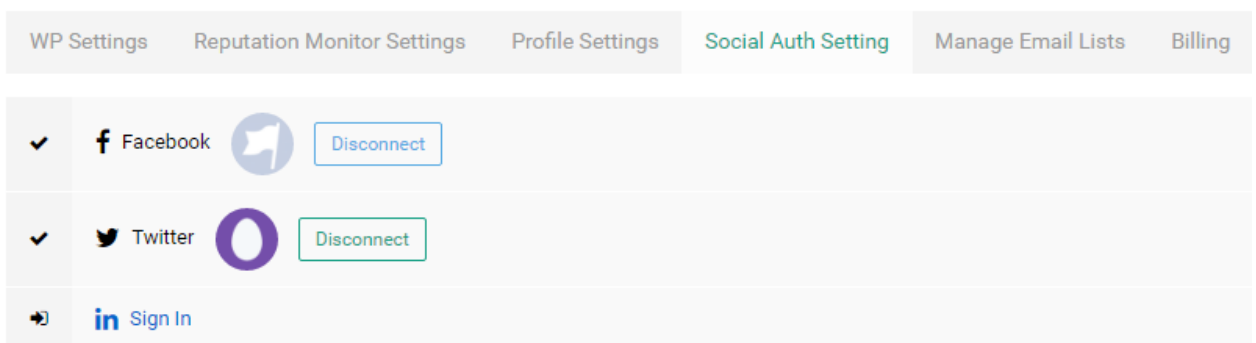 WP Settings Reputation Monitor Settings Profile Settings Social Auth Setting Manage Email Lists Billing
Facebook Disconnect
Twitter Disconnect
in Sign In